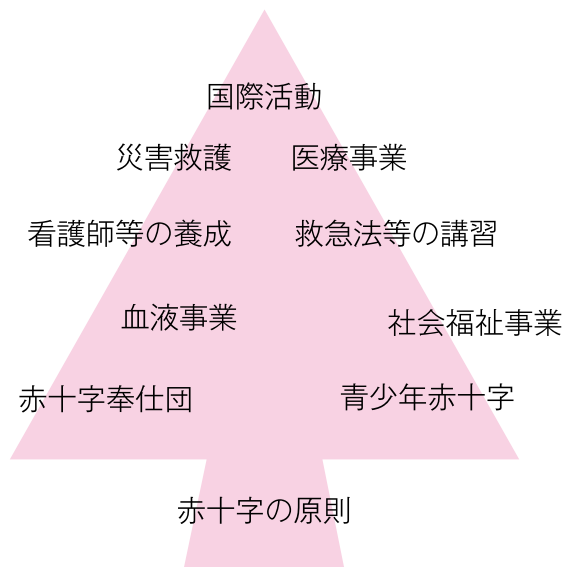 国際活動
災害救護
医療事業
看護師等の養成
救急法等の講習
血液事業
社会福祉事業
赤十字奉仕団
青少年赤十字
赤十字の原則